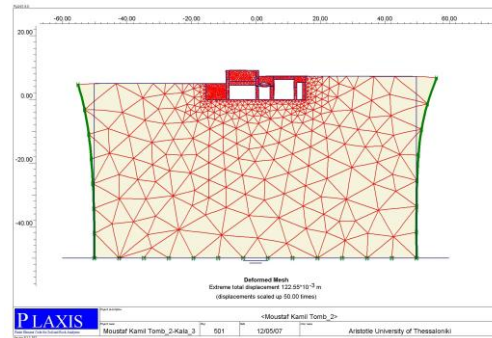 -60.00 -40.00 -20.00 0.00 20.00 40.00 60.00
20.00
0.00
-20.00
-40.00
Deformed Mesh
Extreme total displacement 122.55*10-3 m
(displacements scaled up 50.00 times)
PLAXIS
<Moustaf Kamil Tomb_2>
Moustaf Kamil Tomb_2-Kala_3 501 12/05/07 Aristotle University of Thessaloniki